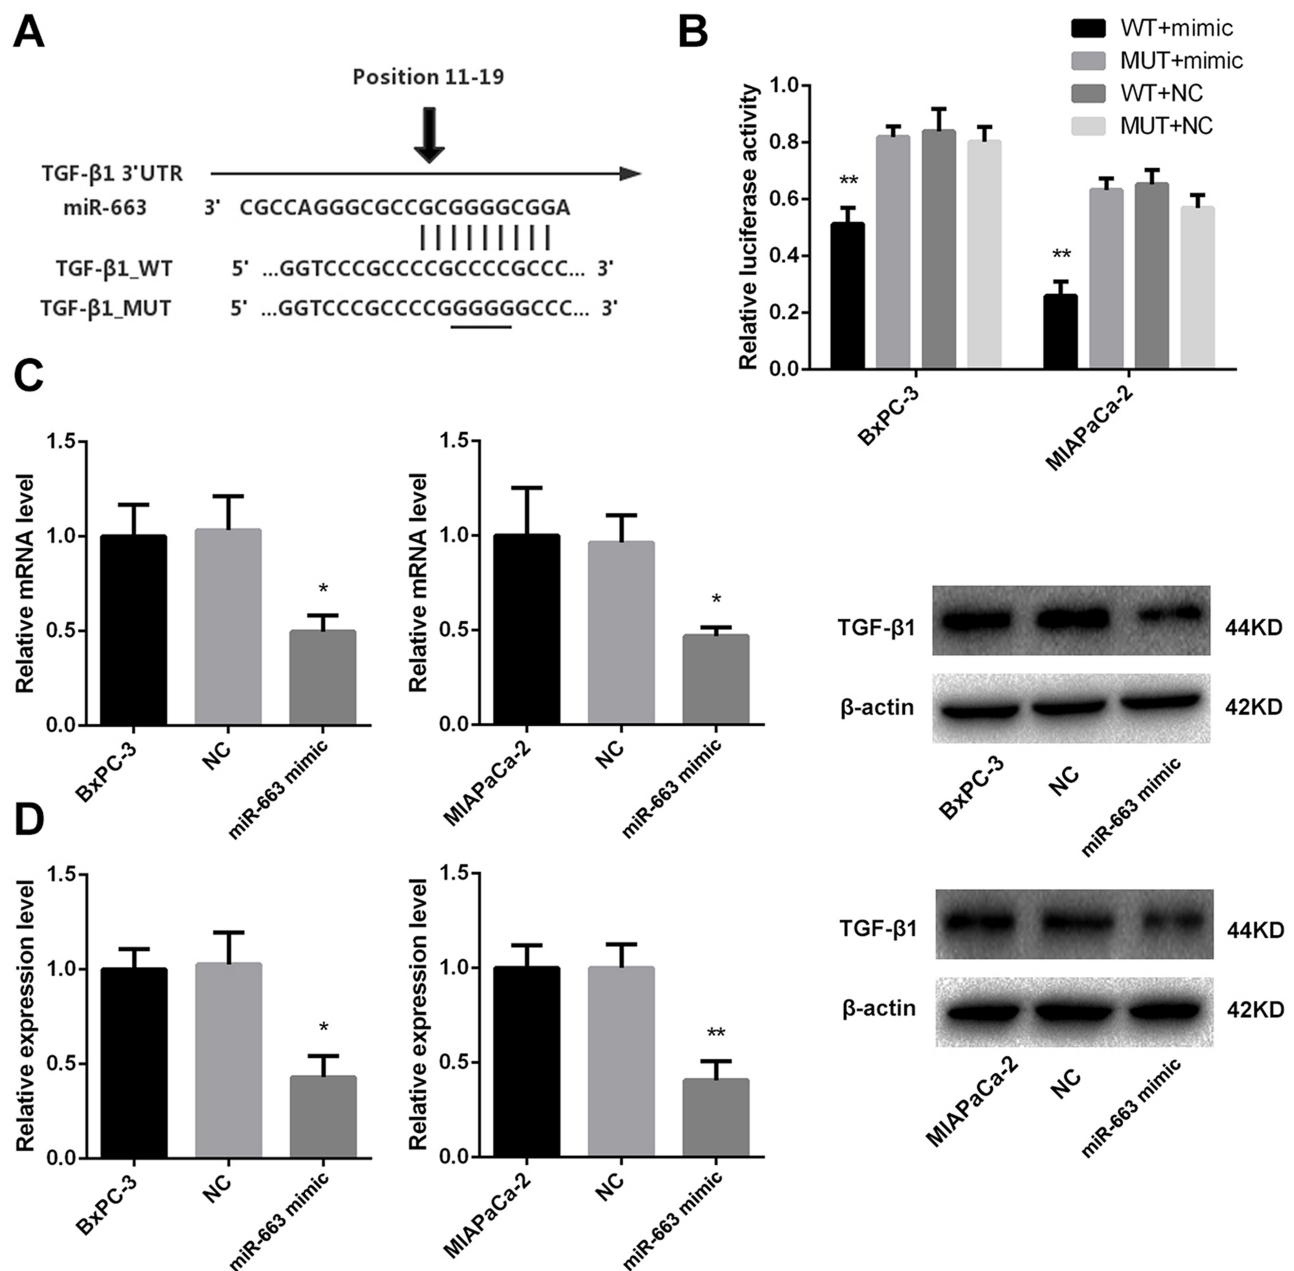 A
Position 11-19
TGF-β1 3'UTR
miR-663 3' CGCCAGGGCGCCGCGGGGCGGA
TGF-β1_WT 5' ...GGTCCCGCCCCGCCCCGCCC... 3'
TGF-β1_MUT 5' ...GGTCCCGCCCCGGGGGGCCC... 3'
B
WT+mimic
MUT+mimic
WT+NC
MUT+NC
Relative luciferase activity
1.0
0.8
0.6
0.4
0.2
0.0
**
**
BxPC-3
MIAPaCa-2
C
Relative mRNA level
1.5
1.0
0.5
0.0
*
BxPC-3
NC
miR-663 mimic
Relative mRNA level
1.5
1.0
0.5
0.0
*
MIAPaCa-2
NC
miR-663 mimic
TGF-β1 44KD
β-actin 42KD
BxPC-3
NC
miR-663 mimic
D
Relative expression level
1.5
1.0
0.5
0.0
*
BxPC-3
NC
miR-663 mimic
Relative expression level
1.5
1.0
0.5
0.0
**
MIAPaCa-2
NC
miR-663 mimic
TGF-β1 44KD
β-actin 42KD
MIAPaCa-2
NC
miR-663 mimic